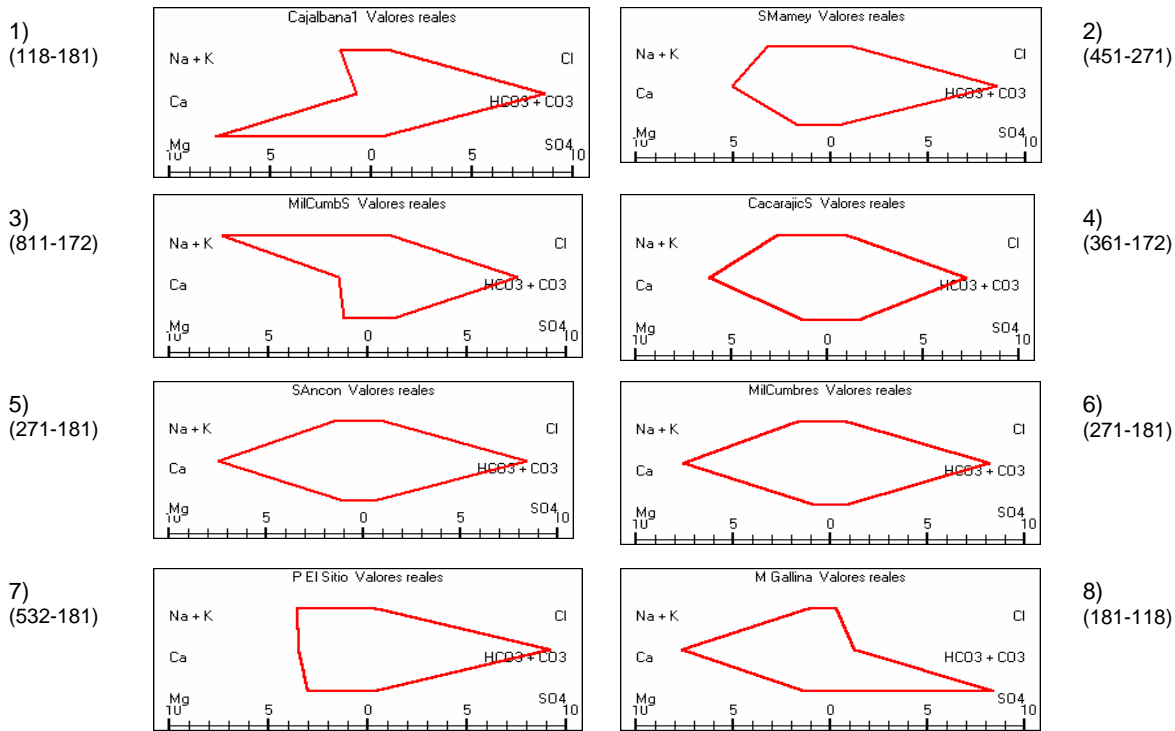 1)
(118-181)
Cajalbana1 Valores reales
Na + K
Cl
Ca
HCO3 + CO3
Mg
SO4
10 5 0 5 10
2)
(451-271)
SMamey Valores reales
Na + K
Cl
Ca
HCO3 + CO3
Mg
SO4
10 5 0 5 10
3)
(811-172)
MilCumbS Valores reales
Na + K
Cl
Ca
HCO3 + CO3
Mg
SO4
10 5 0 5 10
4)
(361-172)
CacarajicS Valores reales
Na + K
Cl
Ca
HCO3 + CO3
Mg
SO4
10 5 0 5 10
5)
(271-181)
SAncon Valores reales
Na + K
Cl
Ca
HCO3 + CO3
Mg
SO4
10 5 0 5 10
6)
(271-181)
MilCumbres Valores reales
Na + K
Cl
Ca
HCO3 + CO3
Mg
SO4
10 5 0 5 10
7)
(532-181)
P El Sitio Valores reales
Na + K
Cl
Ca
HCO3 + CO3
Mg
SO4
10 5 0 5 10
8)
(181-118)
M Gallina Valores reales
Na + K
Cl
Ca
HCO3 + CO3
Mg
SO4
10 5 0 5 10